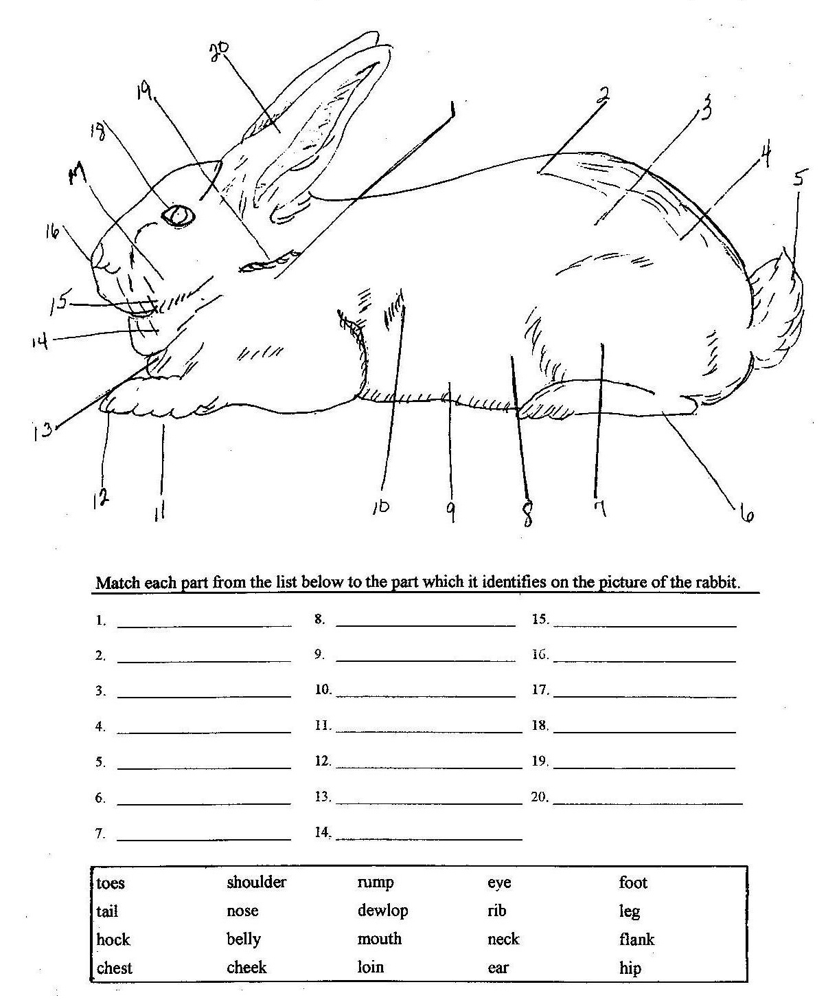 20
19
18
1
2
3
4
5
17
16
15
14
13
12
11
10
9
8
7
6
Match each part from the list below to the part which it identifies on the picture of the rabbit.
1. 8. 15.
2. 9. 16.
3. 10. 17.
4. 11. 18.
5. 12. 19.
6. 13. 20.
7. 14.
toes shoulder rump eye foot
tail nose dewlop rib leg
hock belly mouth neck flank
chest cheek loin ear hip